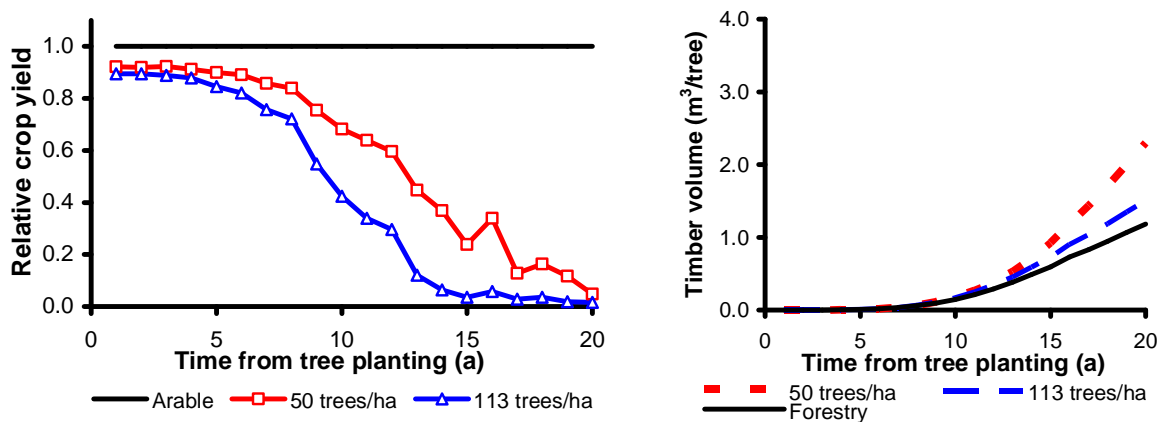 Relative crop yield
1.0
0.8
0.6
0.4
0.2
0.0
0 5 10 15 20
Time from tree planting (a)
Arable 50 trees/ha 113 trees/ha
Timber volume (m³/tree)
4.0
3.0
2.0
1.0
0.0
0 5 10 15 20
Time from tree planting (a)
50 trees/ha 113 trees/ha
Forestry